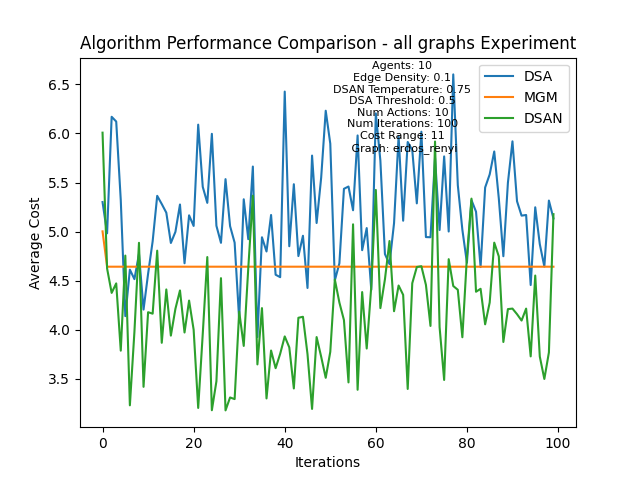 Algorithm Performance Comparison - all graphs Experiment
Agents: 10
Edge Density: 0.1
DSAN Temperature: 0.75
DSA Threshold: 0.5
Num Actions: 10
Num Iterations: 100
Cost Range: 11
Graph: erdos_renyi
DSA
MGM
DSAN
Average Cost
6.5
6.0
5.5
5.0
4.5
4.0
3.5
0
20
40
60
80
100
Iterations